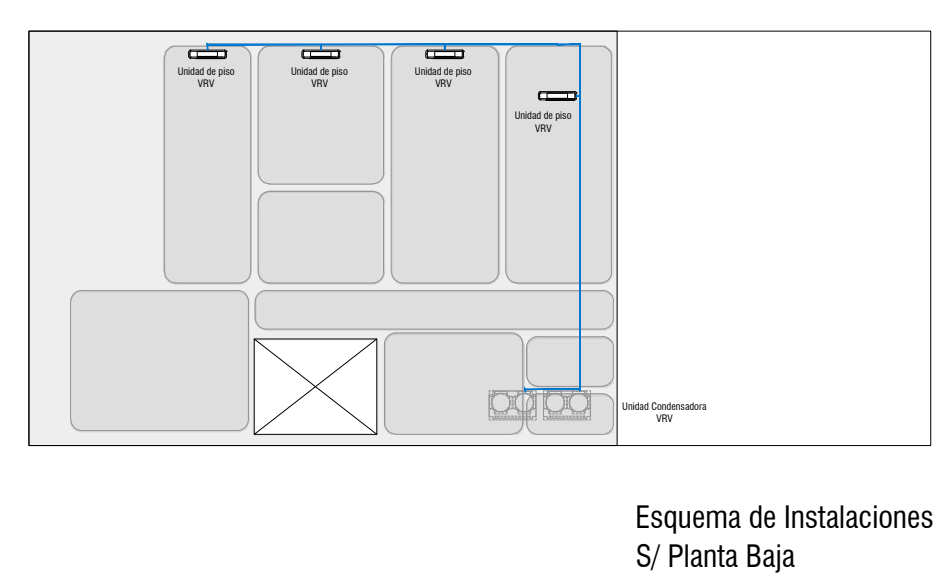 Unidad de piso
VRV
Unidad de piso
VRV
Unidad de piso
VRV
Unidad de piso
VRV
Unidad Condensadora
VRV
Esquema de Instalaciones
S/ Planta Baja